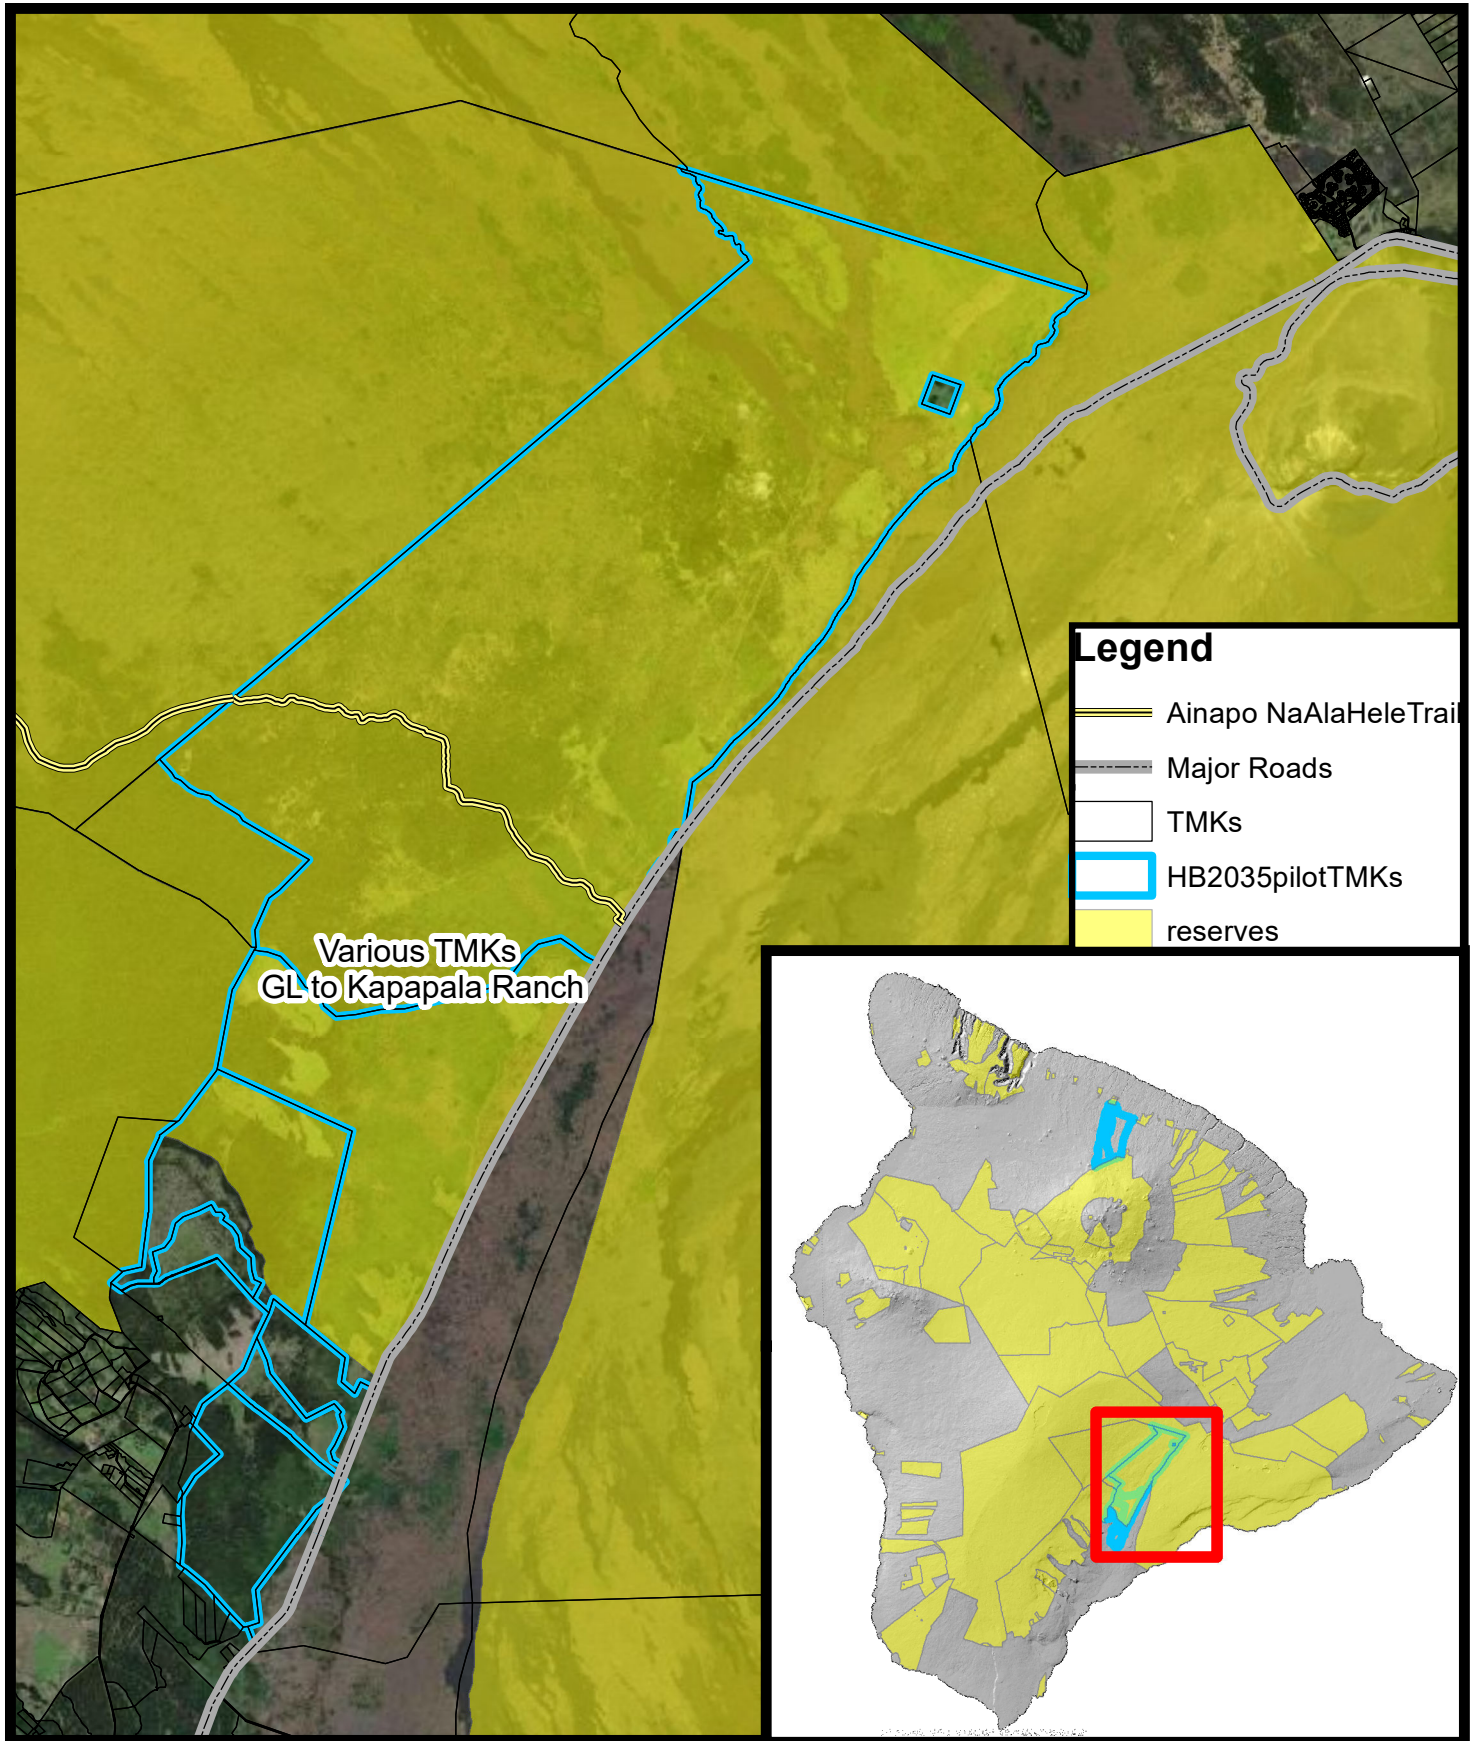 Various TMKs
GL to Kapapala Ranch
Legend
Ainapo NaAlaHeleTrail
Major Roads
TMKs
HB2035pilotTMKs
reserves